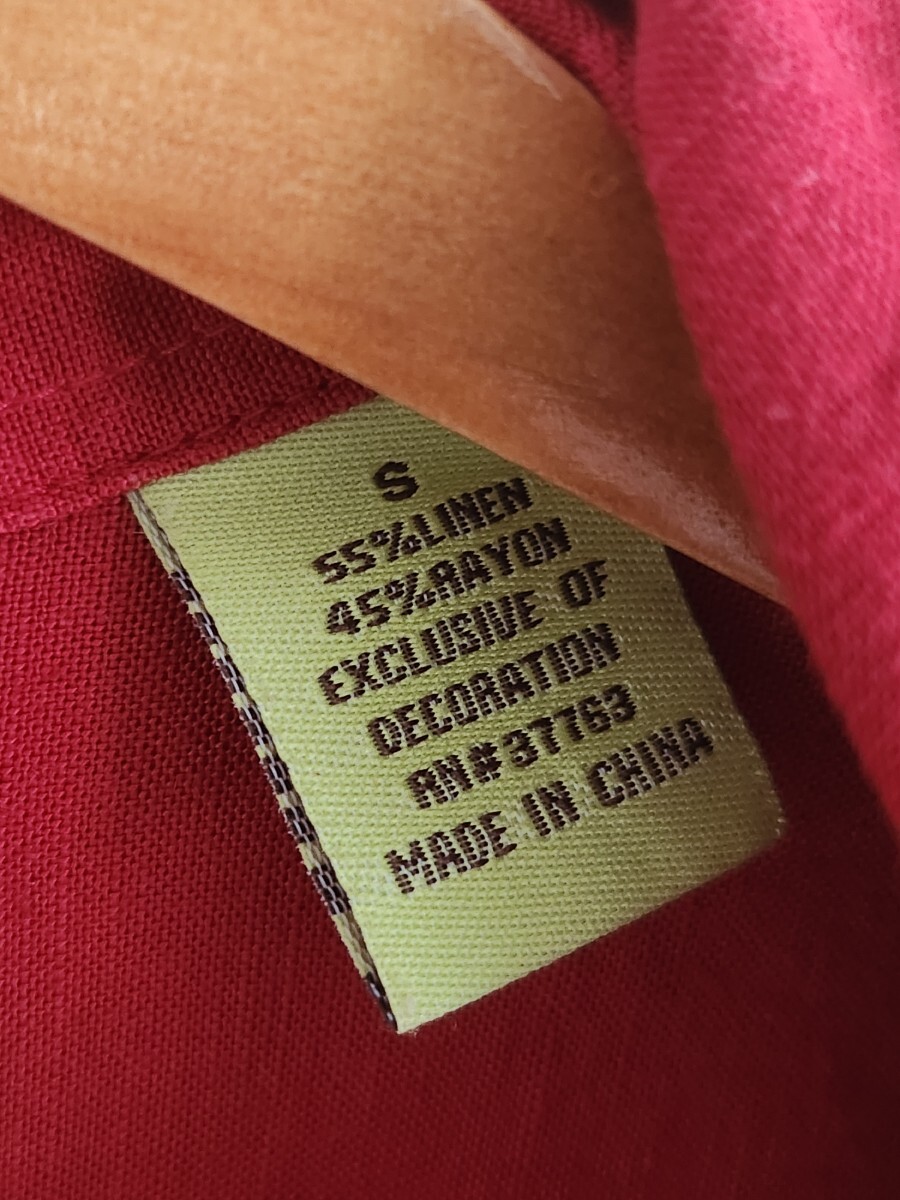 S
55%LINEN
45%RAYON
EXCLUSIVE OF
DECORATION
RN#37763
MADE IN CHINA